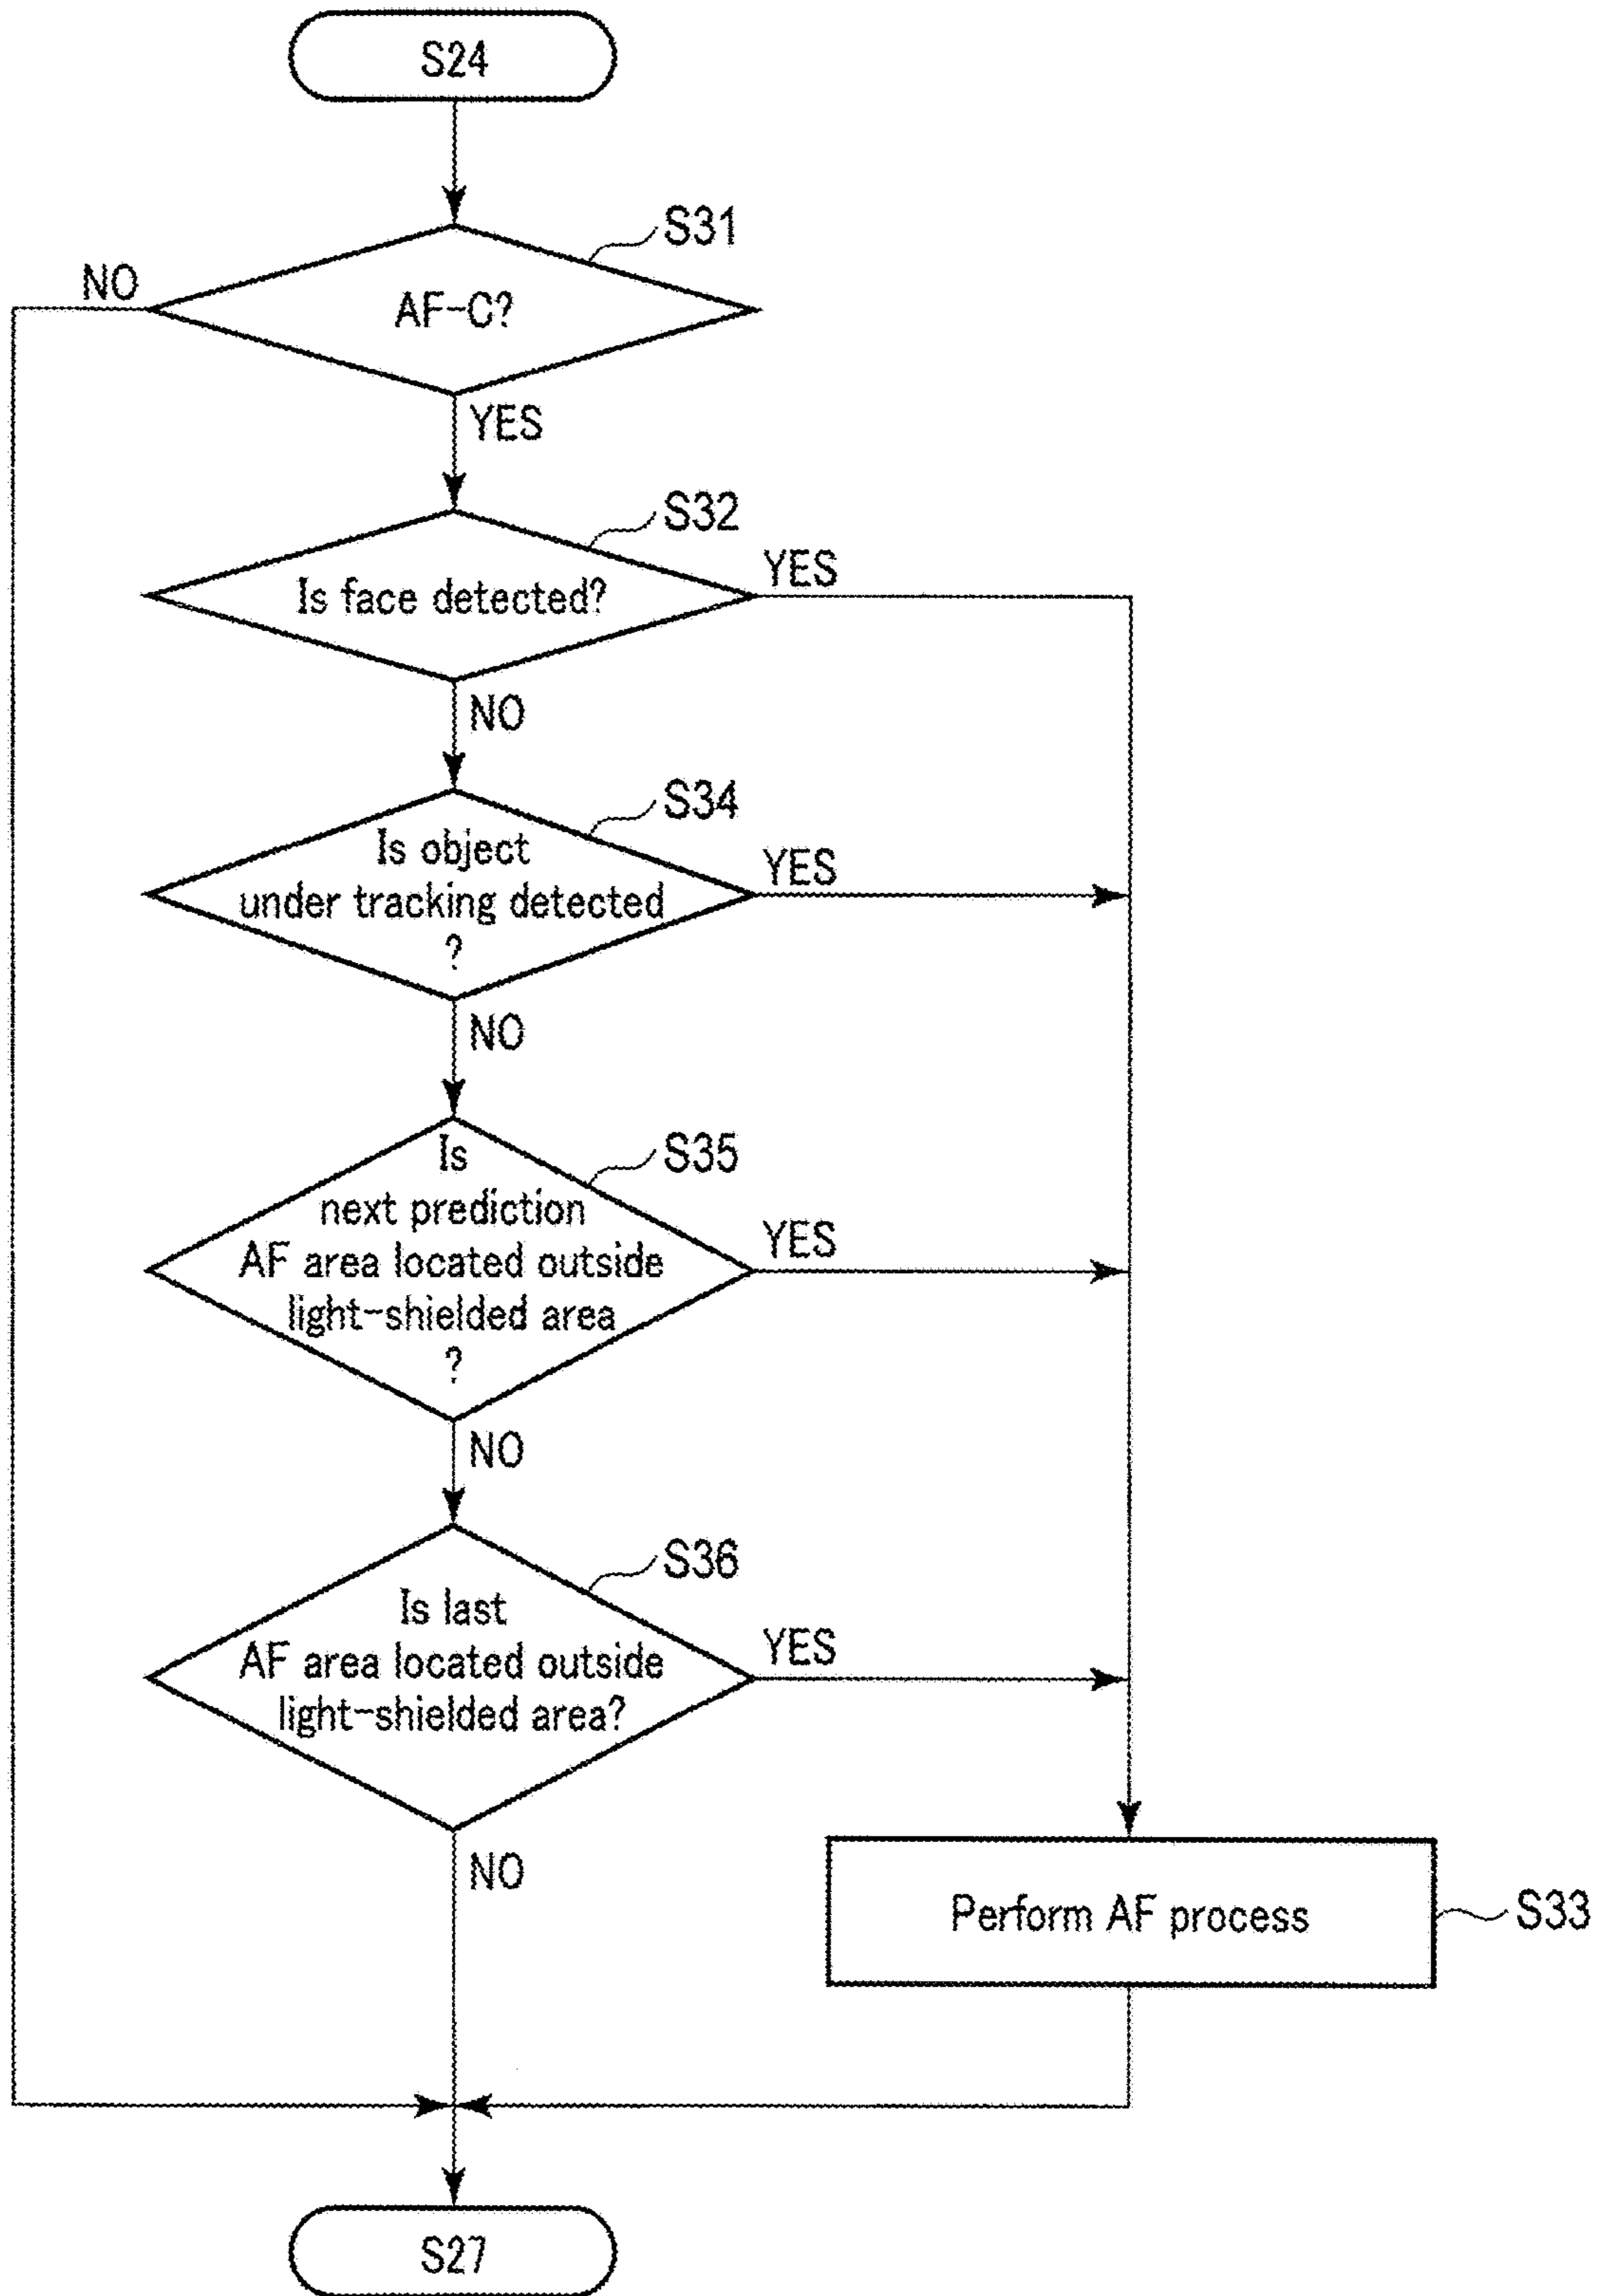 S24
S31
NO
AF-C?
YES
S32
YES
Is face detected?
NO
S34
Is object
YES
under tracking detected
?
NO
S35
Is
next prediction
YES
AF area located outside
light-shielded area
?
NO
S36
Is last
YES
AF area located outside
light-shielded area?
NO
Perform AF process
S33
S27